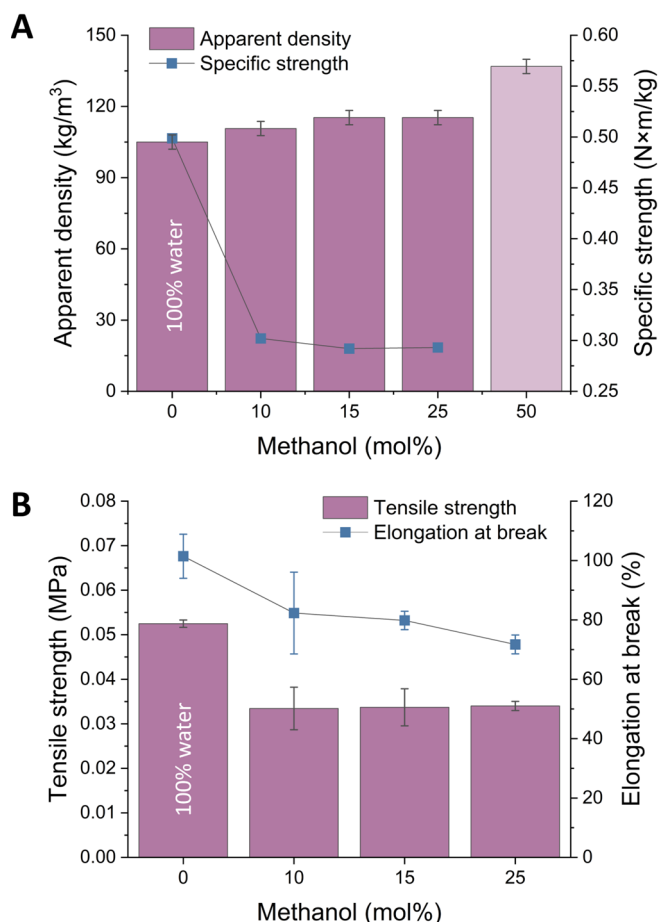 A
Apparent density
Specific strength
Apparent density (kg/m³)
150
120
90
60
30
0
100% water
0.60
0.55
0.50
0.45
0.40
0.35
0.30
0.25
Specific strength (N×m/kg)
0 10 15 25 50
Methanol (mol%)
B
Tensile strength
Elongation at break
Tensile strength (MPa)
0.08
0.07
0.06
0.05
0.04
0.03
0.02
0.01
0.00
100% water
120
100
80
60
40
20
0
Elongation at break (%)
0 10 15 25
Methanol (mol%)